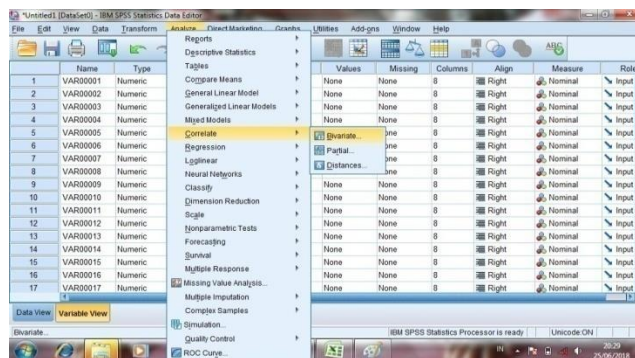 *Untitled1 [DataSet0] - IBM SPSS Statistics Data Editor
File Edit View Data Transform Analyze Direct Marketing Graphs Utilities Add-ons Window Help
Name Type Values Missing Columns Align Measure Role
1 VAR00001 Numeric None None 8 Right Nominal Input
2 VAR00002 Numeric None None 8 Right Nominal Input
3 VAR00003 Numeric None None 8 Right Nominal Input
4 VAR00004 Numeric None None 8 Right Nominal Input
5 VAR00005 Numeric None 8 Right Nominal Input
6 VAR00006 Numeric 8 Right Nominal Input
7 VAR00007 Numeric 8 Right Nominal Input
8 VAR00008 Numeric 8 Right Nominal Input
9 VAR00009 Numeric None None 8 Right Nominal Input
10 VAR00010 Numeric None None 8 Right Nominal Input
11 VAR00011 Numeric None None 8 Right Nominal Input
12 VAR00012 Numeric None None 8 Right Nominal Input
13 VAR00013 Numeric None None 8 Right Nominal Input
14 VAR00014 Numeric None None 8 Right Nominal Input
15 VAR00015 Numeric None None 8 Right Nominal Input
16 VAR00016 Numeric None None 8 Right Nominal Input
17 VAR00017 Numeric None None 8 Right Nominal Input
Reports
Descriptive Statistics
Tables
Compare Means
General Linear Model
Generalized Linear Models
Mixed Models
Correlate
Regression
Loglinear
Neural Networks
Classify
Dimension Reduction
Scale
Nonparametric Tests
Forecasting
Survival
Multiple Response
Missing Value Analysis...
Multiple Imputation
Complex Samples
Simulation...
Quality Control
ROC Curve...
Bivariate...
Partial...
Distances...
Data View Variable View
Bivariate... IBM SPSS Statistics Processor is ready Unicode:ON
IN 20:29